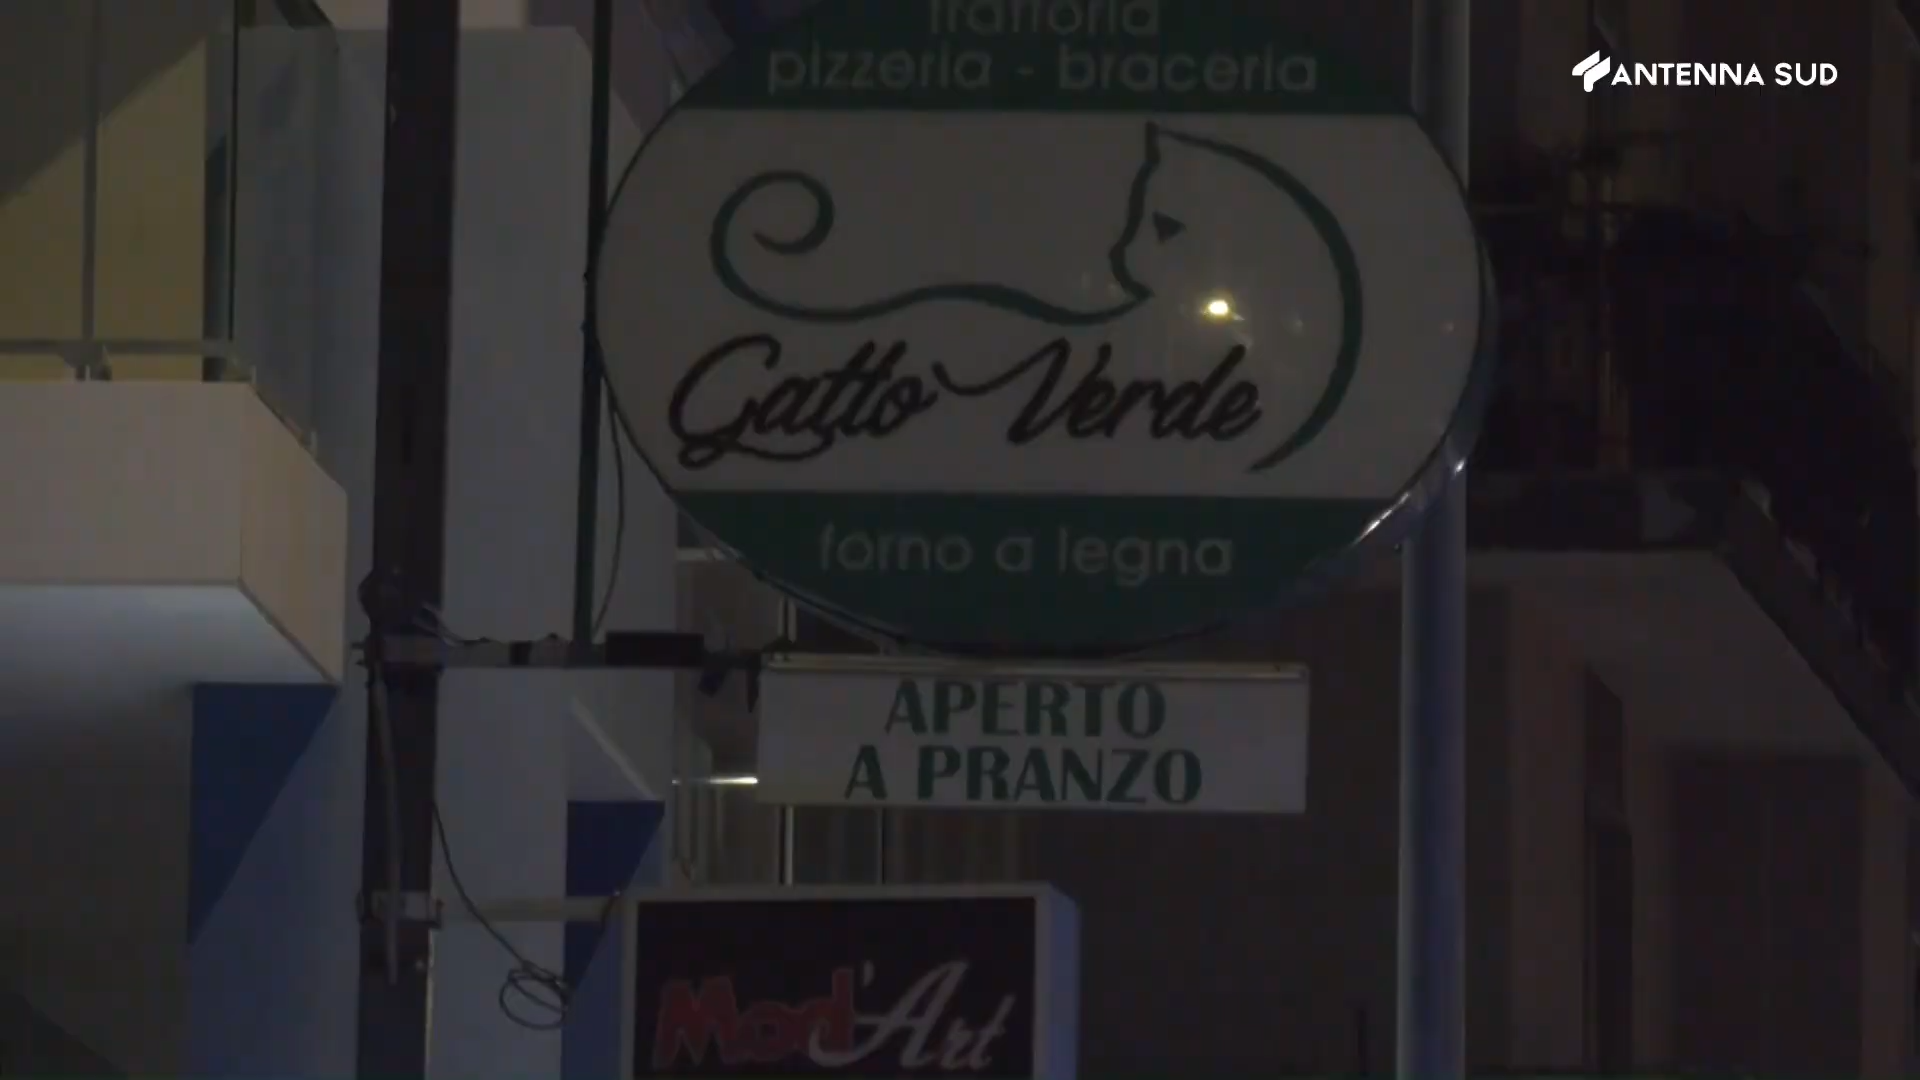 trattoria
pizzeria - braceria
ANTENNA SUD
Gatto Verde
forno a legna
APERTO
A PRANZO
Mod'Art